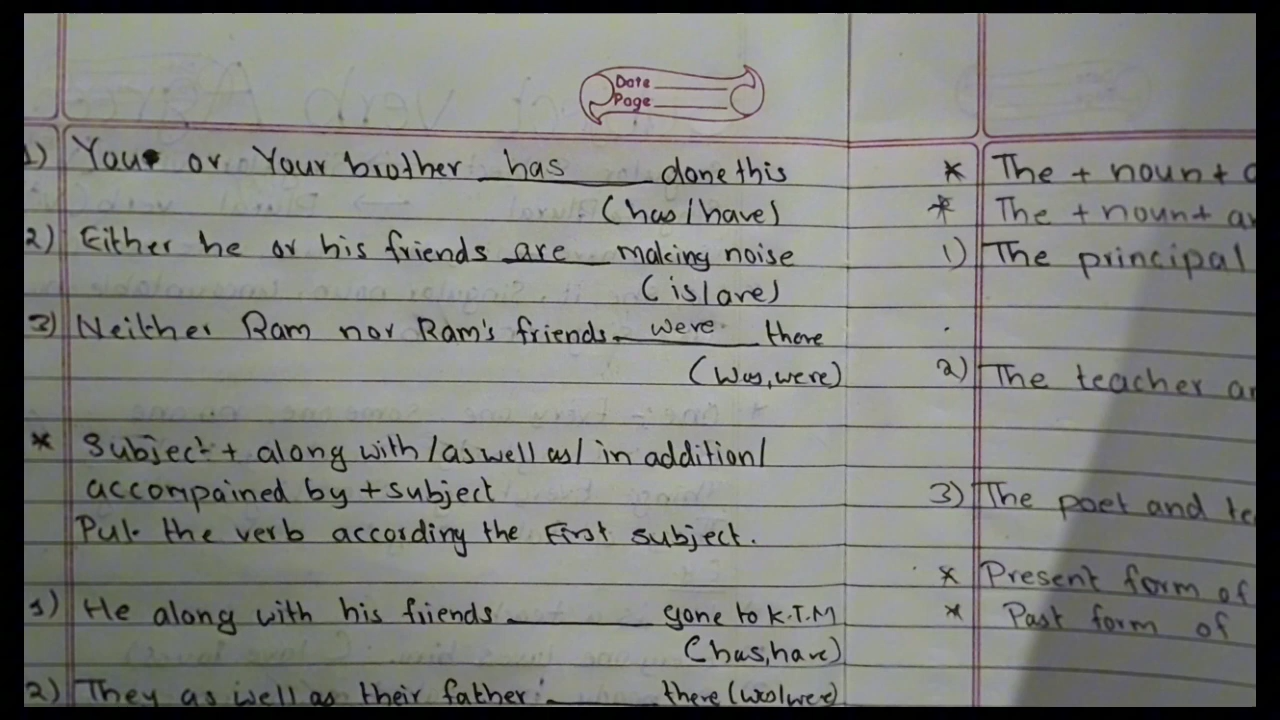 Date
Page
1) You or Your brother has done this
(has/have)
2) Either he or his friends are making noise
(is/are)
3) Neither Ram nor Ram's friends were there
(was, were)
* Subject + along with / as well as / in addition /
accompained by + subject
Put the verb according the First subject.
1) He along with his friends ______ gone to K.T.M
(has, have)
2) They as well as their father ______ there (was/were)
* The + noun +
* The + noun +
1) The principal
2) The teacher
3) The poet and
* Present form of
* Past form of